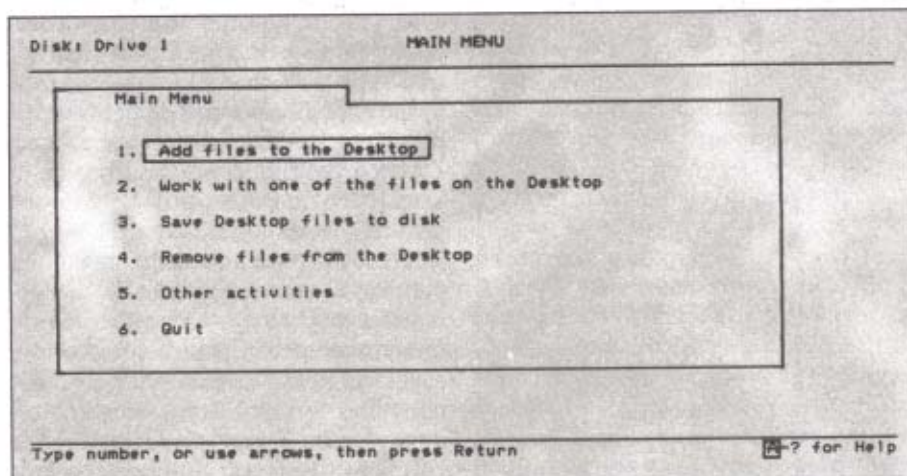 Disk: Drive 1 MAIN MENU
Main Menu
1. Add files to the Desktop
2. Work with one of the files on the Desktop
3. Save Desktop files to disk
4. Remove files from the Desktop
5. Other activities
6. Quit
Type number, or use arrows, then press Return A-? for Help